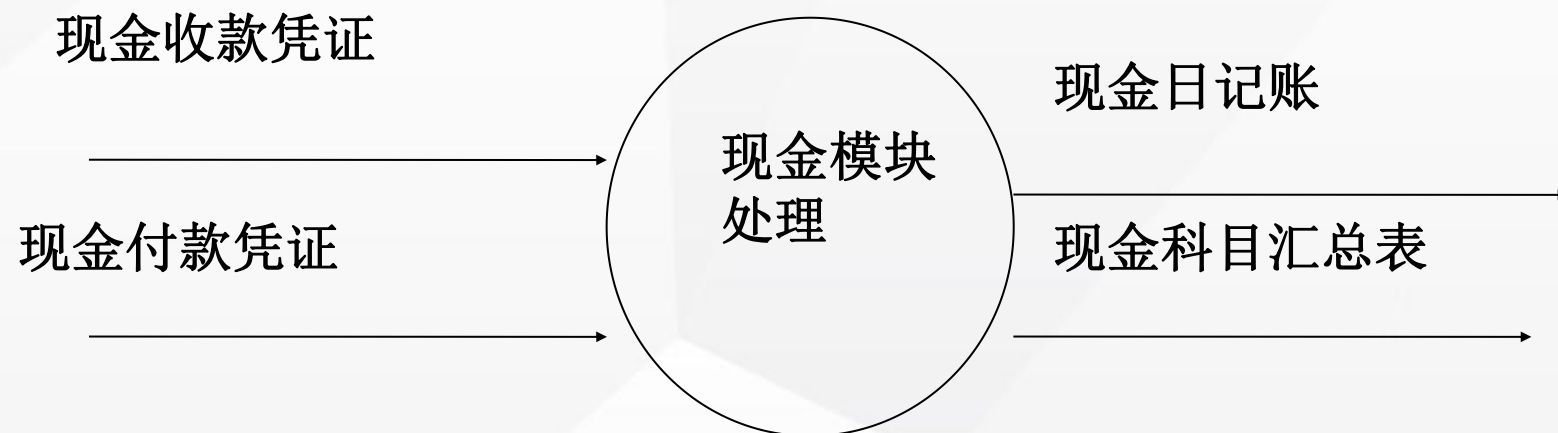 现金收款凭证
现金付款凭证
现金模块
处理
现金日记账
现金科目汇总表